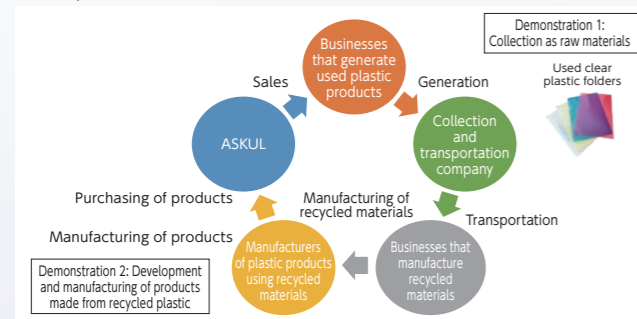 Demonstration 1:
Collection as raw materials
Used clear
plastic folders
Businesses
that generate
used plastic
products
Sales
Generation
ASKUL
Collection
and
transportation
company
Purchasing of products
Manufacturing of
recycled materials
Transportation
Manufacturing of products
Manufacturers
of plastic products
using recycled
materials
Businesses that
manufacture
recycled
materials
Demonstration 2: Development
and manufacturing of products
made from recycled plastic